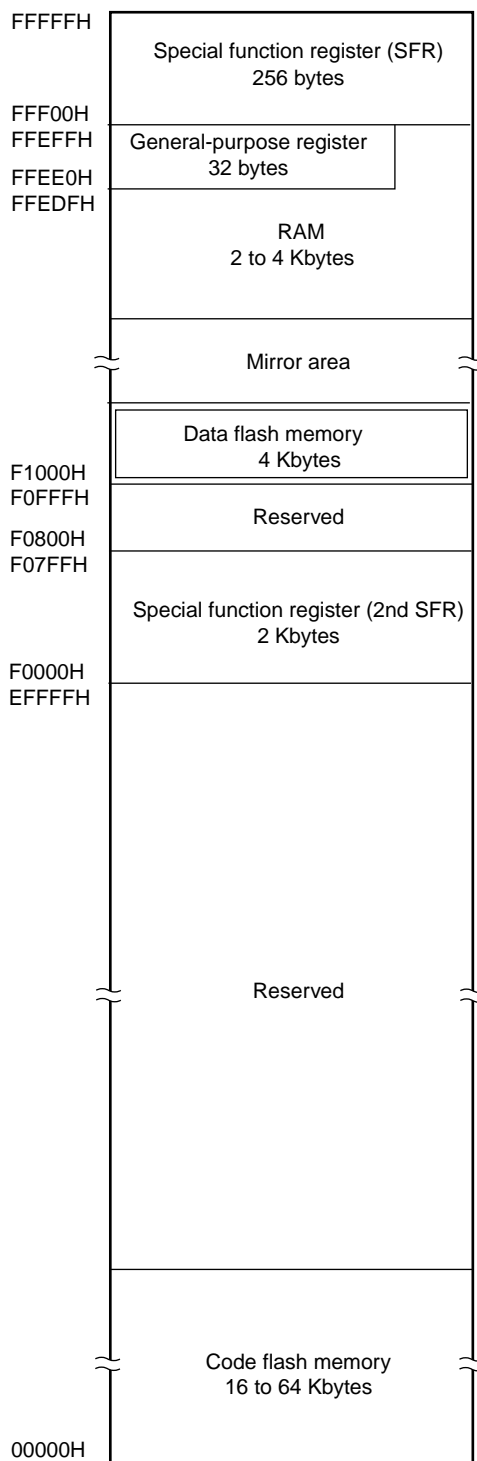 FFFFFH
Special function register (SFR)
256 bytes
FFF00H
FFEFFH
General-purpose register
32 bytes
FFEE0H
FFEDFH
RAM
2 to 4 Kbytes
Mirror area
Data flash memory
4 Kbytes
F1000H
F0FFFH
Reserved
F0800H
F07FFH
Special function register (2nd SFR)
2 Kbytes
F0000H
EFFFFH
Reserved
Code flash memory
16 to 64 Kbytes
00000H